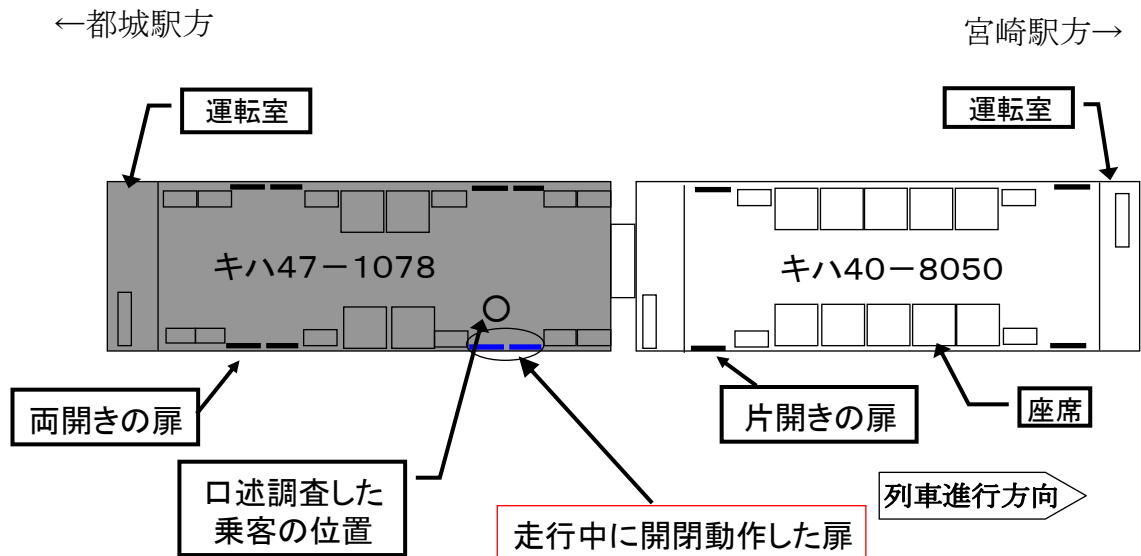 ←都城駅方
宮崎駅方→
運転室
運転室
キハ47－1078
キハ40－8050
両開きの扉
片開きの扉
座席
口述調査した
乗客の位置
列車進行方向
走行中に開閉動作した扉